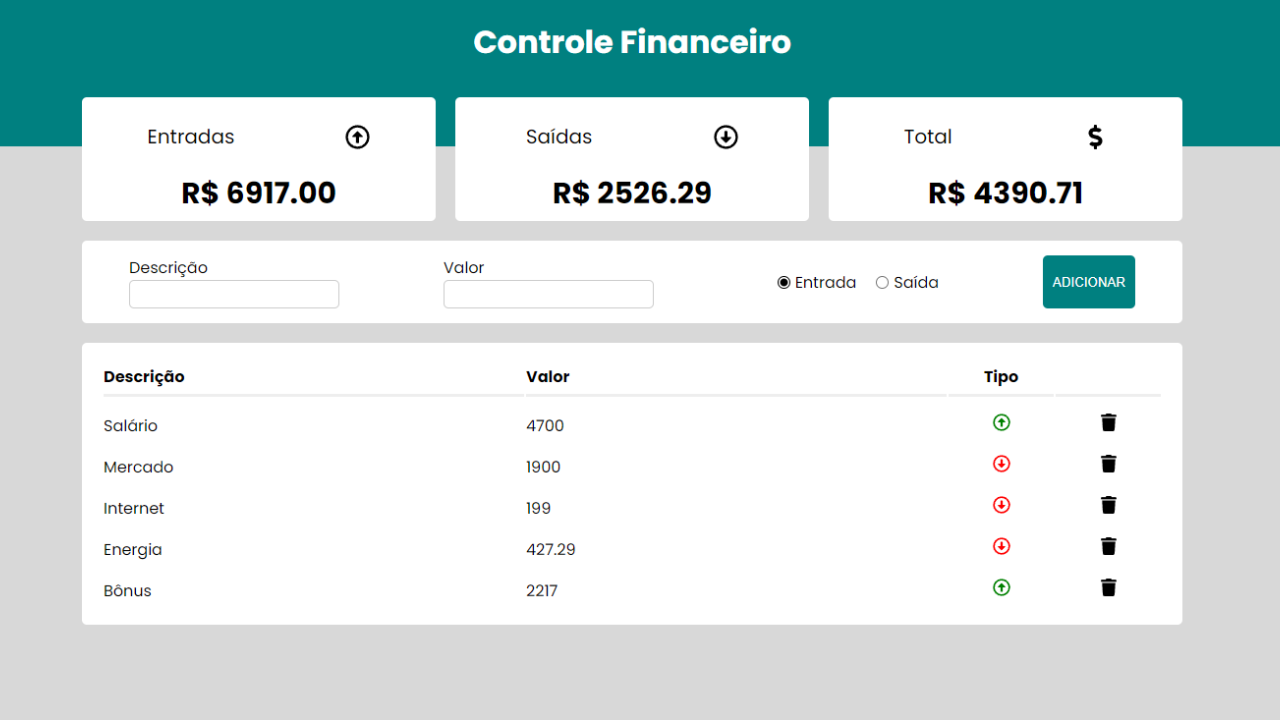 Controle Financeiro
Entradas
R$ 6917.00
Saídas
R$ 2526.29
Total
R$ 4390.71
Descrição
Valor
Entrada Saída
ADICIONAR
Descrição Valor Tipo
Salário 4700
Mercado 1900
Internet 199
Energia 427.29
Bônus 2217